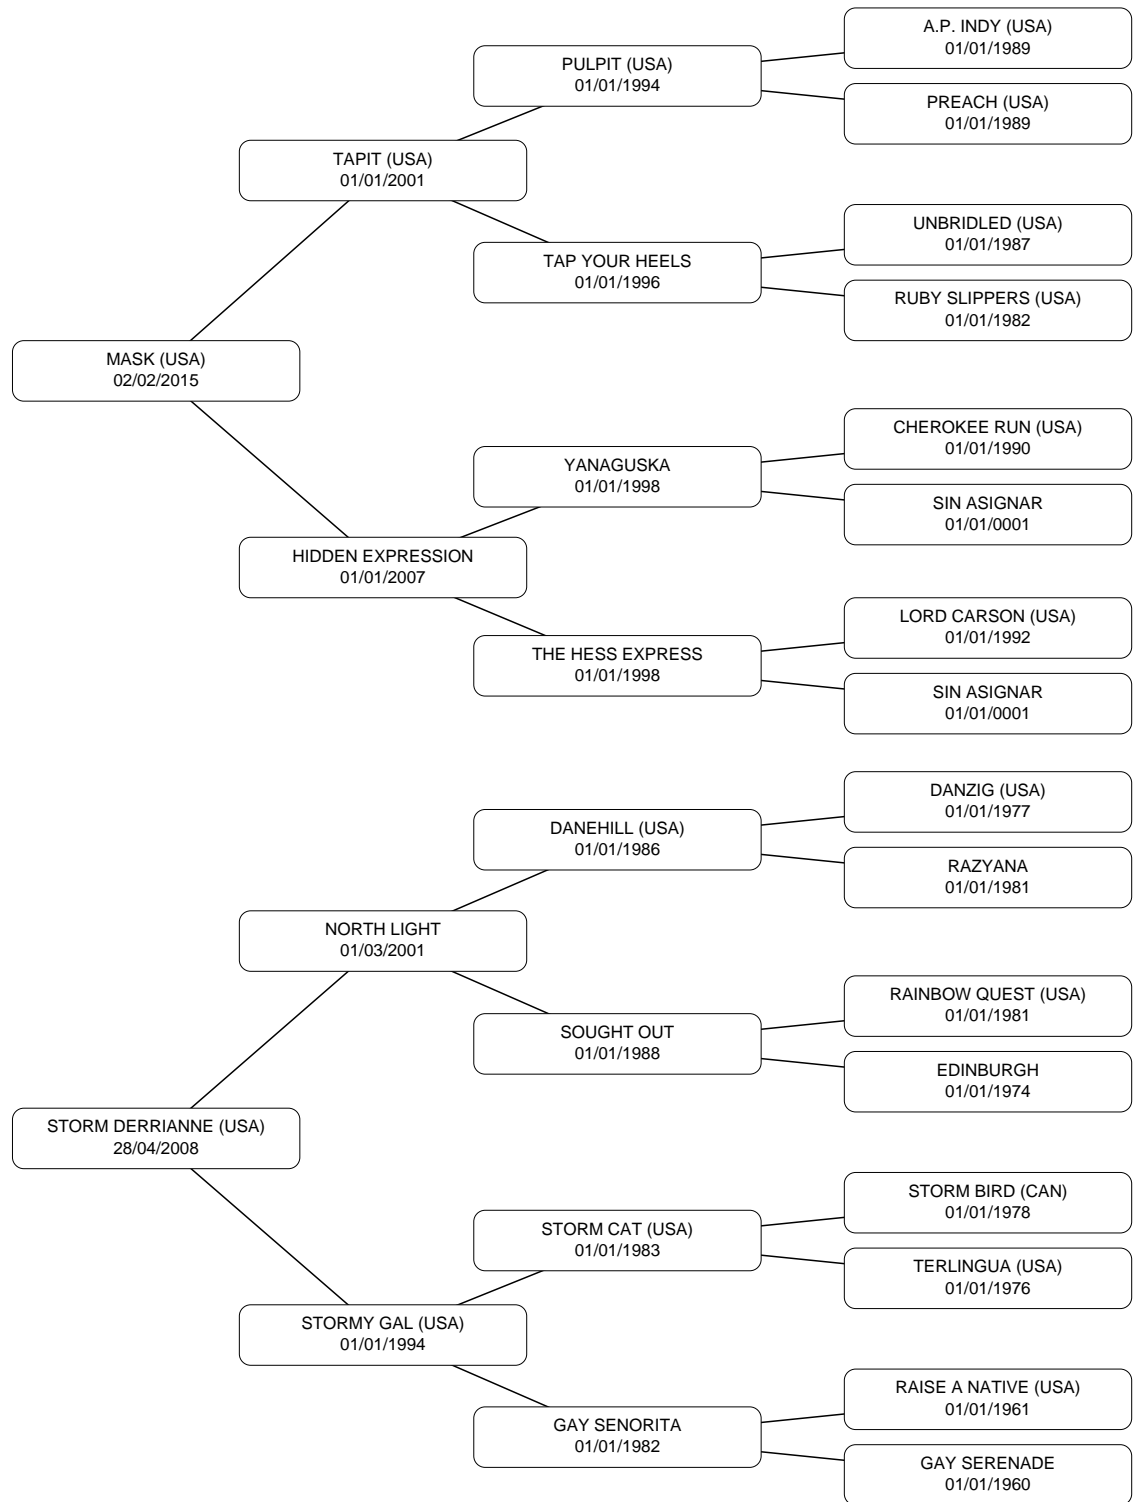 A.P. INDY (USA)
01/01/1989
PULPIT (USA)
01/01/1994
PREACH (USA)
01/01/1989
TAPIT (USA)
01/01/2001
UNBRIDLED (USA)
01/01/1987
TAP YOUR HEELS
01/01/1996
RUBY SLIPPERS (USA)
01/01/1982
MASK (USA)
02/02/2015
CHEROKEE RUN (USA)
01/01/1990
YANAGUSKA
01/01/1998
SIN ASIGNAR
01/01/0001
HIDDEN EXPRESSION
01/01/2007
LORD CARSON (USA)
01/01/1992
THE HESS EXPRESS
01/01/1998
SIN ASIGNAR
01/01/0001
DANZIG (USA)
01/01/1977
DANEHILL (USA)
01/01/1986
RAZYANA
01/01/1981
NORTH LIGHT
01/03/2001
RAINBOW QUEST (USA)
01/01/1981
SOUGHT OUT
01/01/1988
EDINBURGH
01/01/1974
STORM DERRIANNE (USA)
28/04/2008
STORM BIRD (CAN)
01/01/1978
STORM CAT (USA)
01/01/1983
TERLINGUA (USA)
01/01/1976
STORMY GAL (USA)
01/01/1994
RAISE A NATIVE (USA)
01/01/1961
GAY SENORITA
01/01/1982
GAY SERENADE
01/01/1960